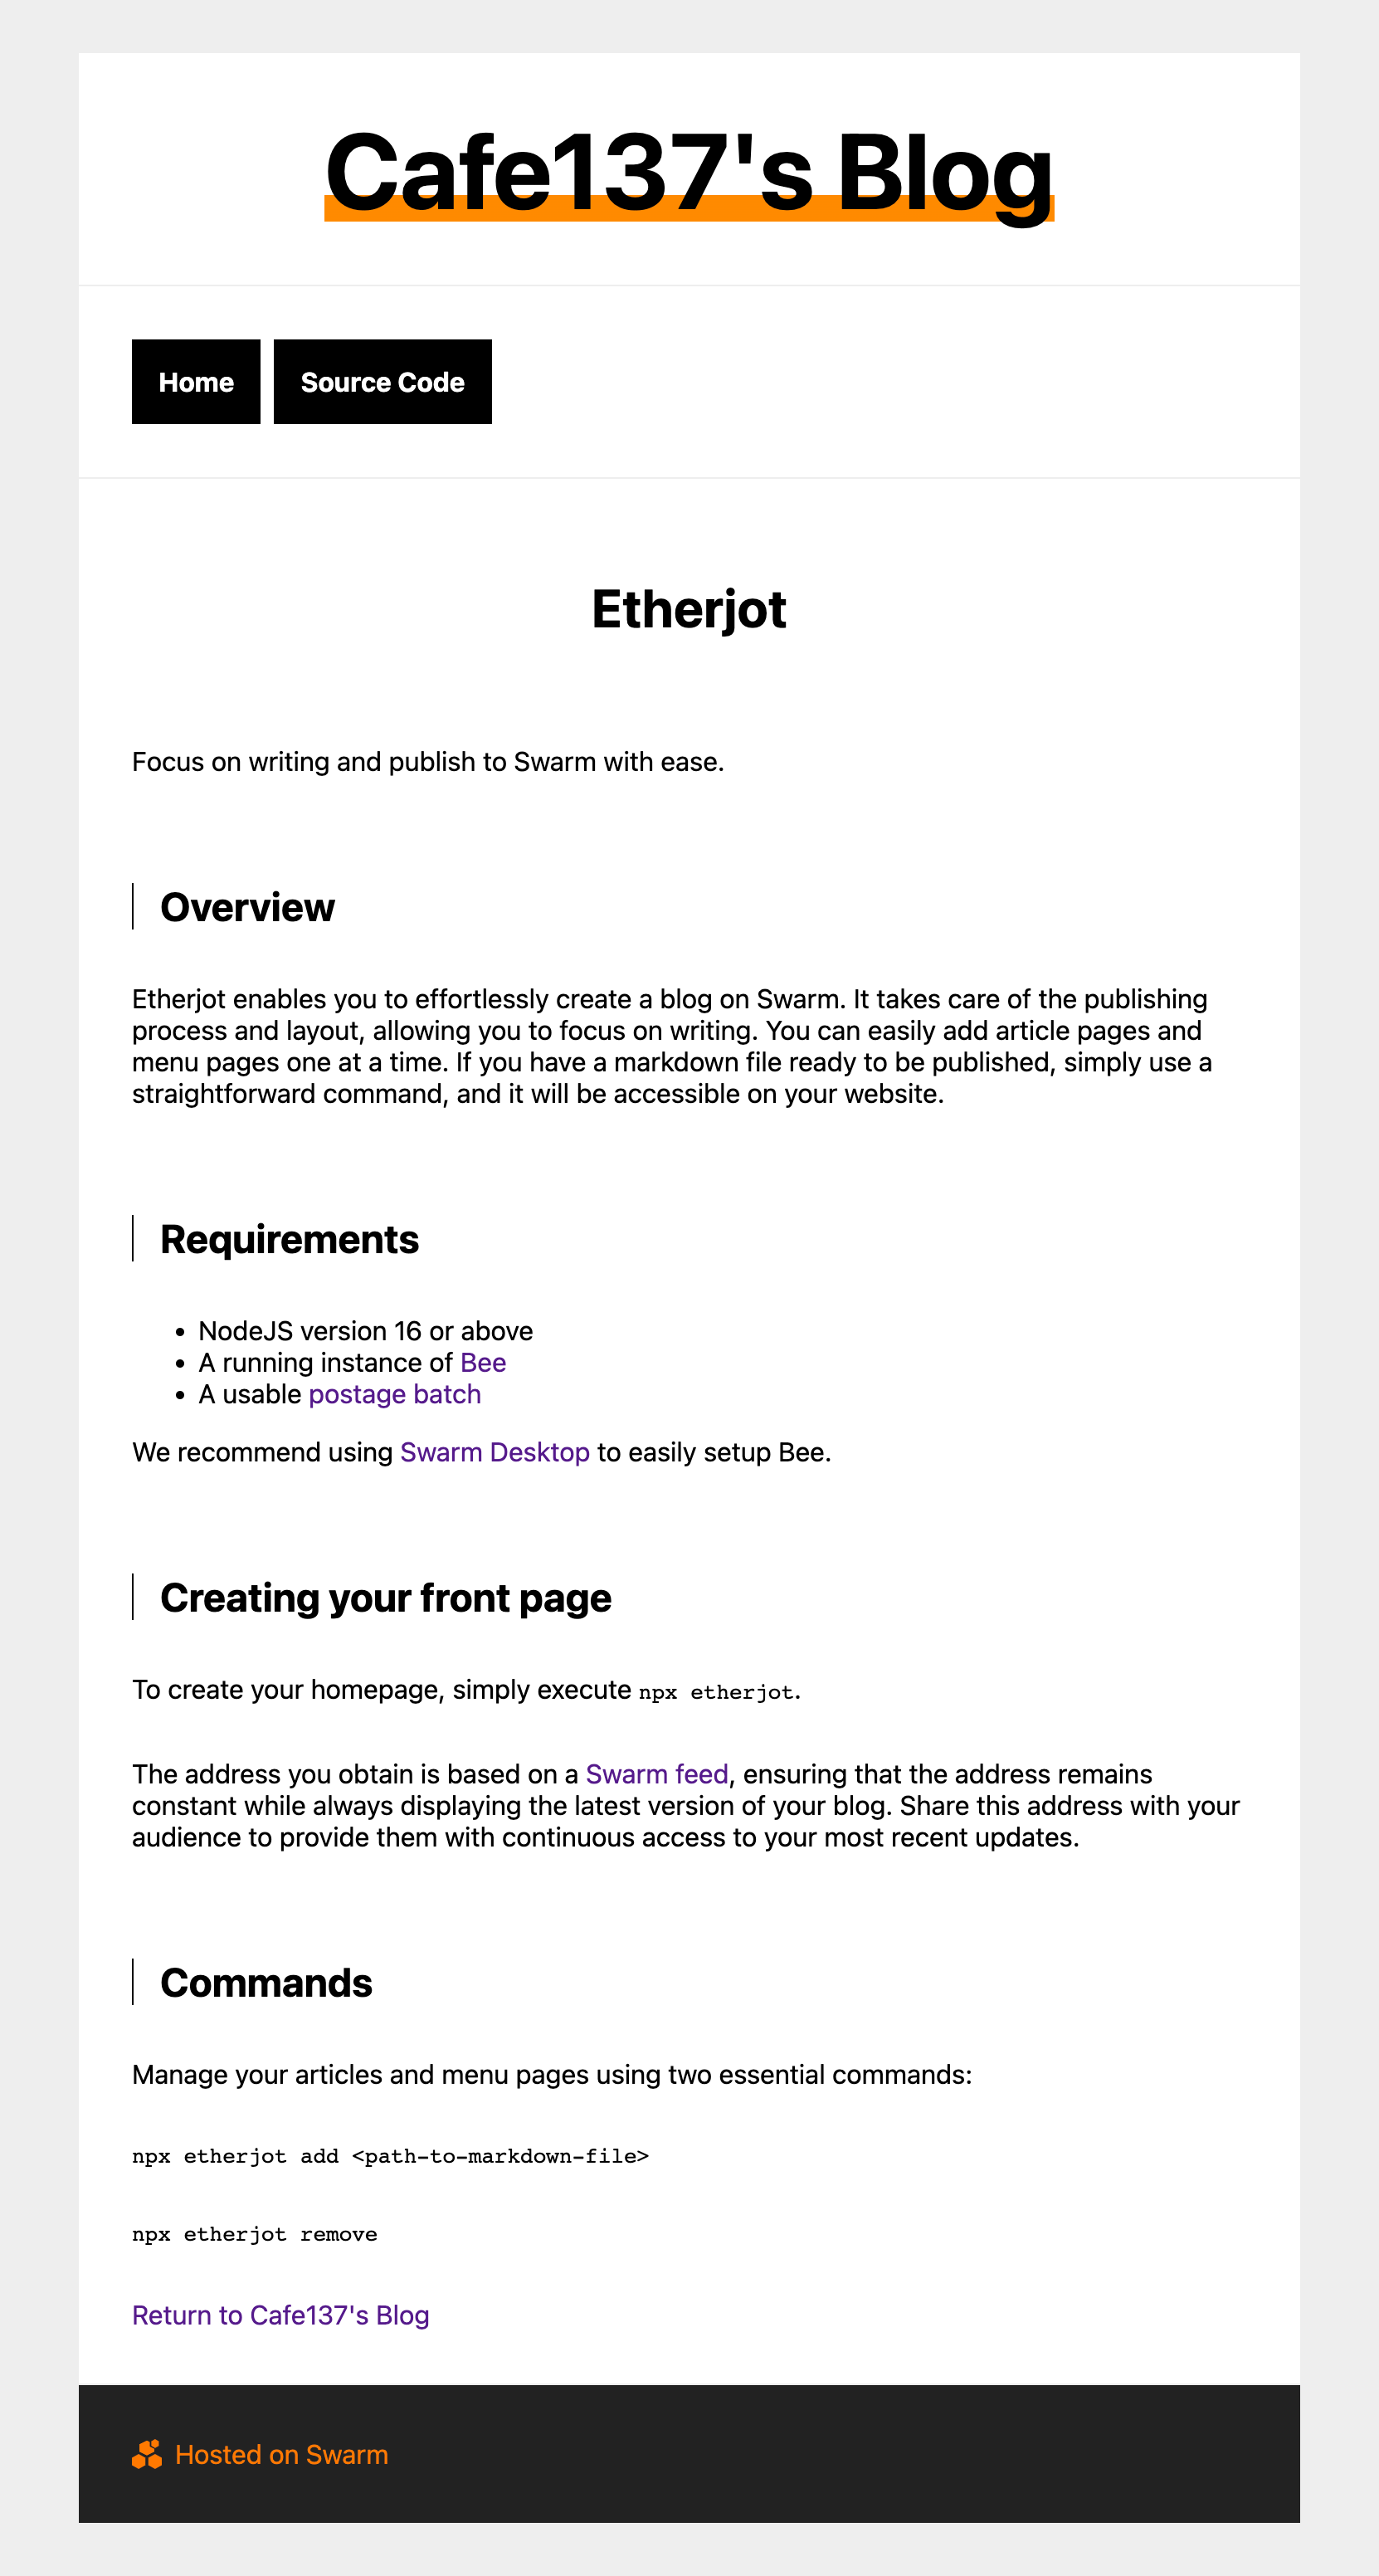 Cafe137's Blog
Home
Source Code
Etherjot
Focus on writing and publish to Swarm with ease.
Overview
Etherjot enables you to effortlessly create a blog on Swarm. It takes care of the publishing
process and layout, allowing you to focus on writing. You can easily add article pages and
menu pages one at a time. If you have a markdown file ready to be published, simply use a
straightforward command, and it will be accessible on your website.
Requirements
• NodeJS version 16 or above
• A running instance of Bee
• A usable postage batch
We recommend using Swarm Desktop to easily setup Bee.
Creating your front page
To create your homepage, simply execute npx etherjot.
The address you obtain is based on a Swarm feed, ensuring that the address remains
constant while always displaying the latest version of your blog. Share this address with your
audience to provide them with continuous access to your most recent updates.
Commands
Manage your articles and menu pages using two essential commands:
npx etherjot add <path-to-markdown-file>
npx etherjot remove
Return to Cafe137's Blog
Hosted on Swarm